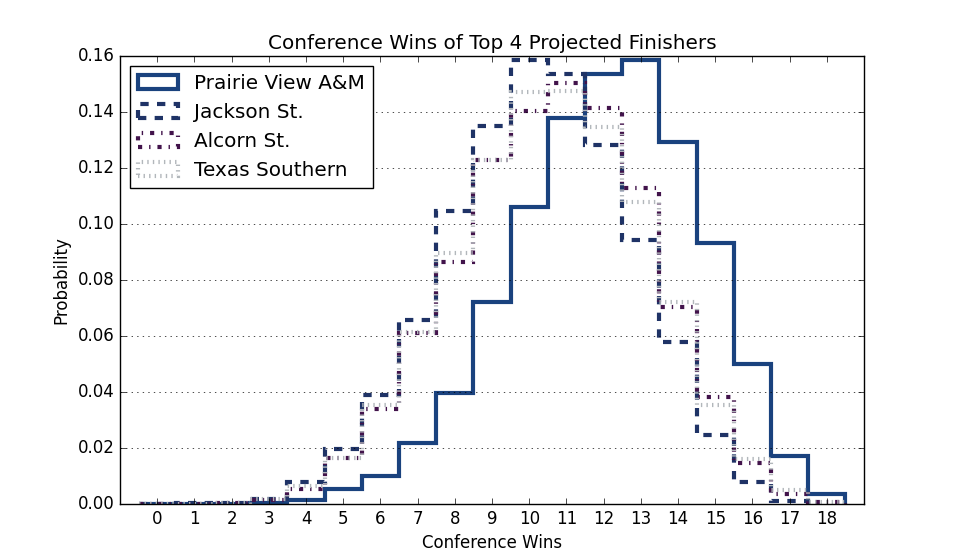 Conference Wins of Top 4 Projected Finishers
Prairie View A&M
Jackson St.
Alcorn St.
Texas Southern
Probability
0.16
0.14
0.12
0.10
0.08
0.06
0.04
0.02
0.00
0 1 2 3 4 5 6 7 8 9 10 11 12 13 14 15 16 17 18
Conference Wins